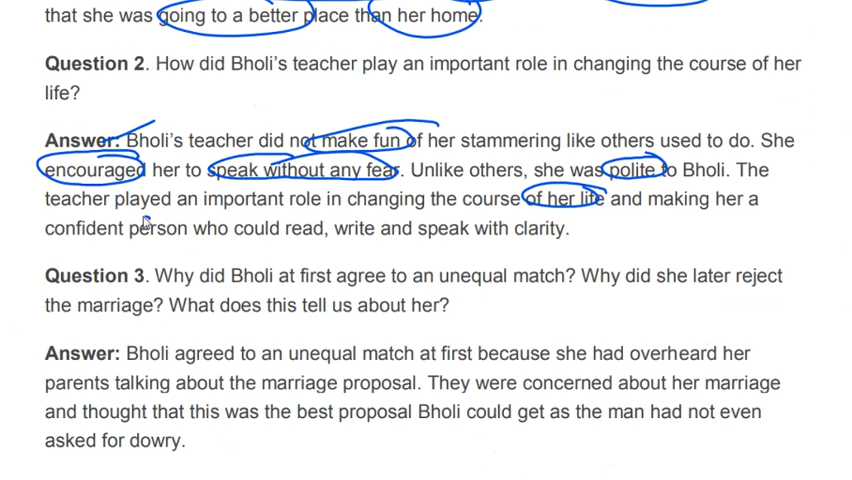 that she was going to a better place than her home.
Question 2. How did Bholi's teacher play an important role in changing the course of her
life?
Answer: Bholi's teacher did not make fun of her stammering like others used to do. She
encouraged her to speak without any fear. Unlike others, she was polite to Bholi. The
teacher played an important role in changing the course of her life and making her a
confident person who could read, write and speak with clarity.
Question 3. Why did Bholi at first agree to an unequal match? Why did she later reject
the marriage? What does this tell us about her?
Answer: Bholi agreed to an unequal match at first because she had overheard her
parents talking about the marriage proposal. They were concerned about her marriage
and thought that this was the best proposal Bholi could get as the man had not even
asked for dowry.